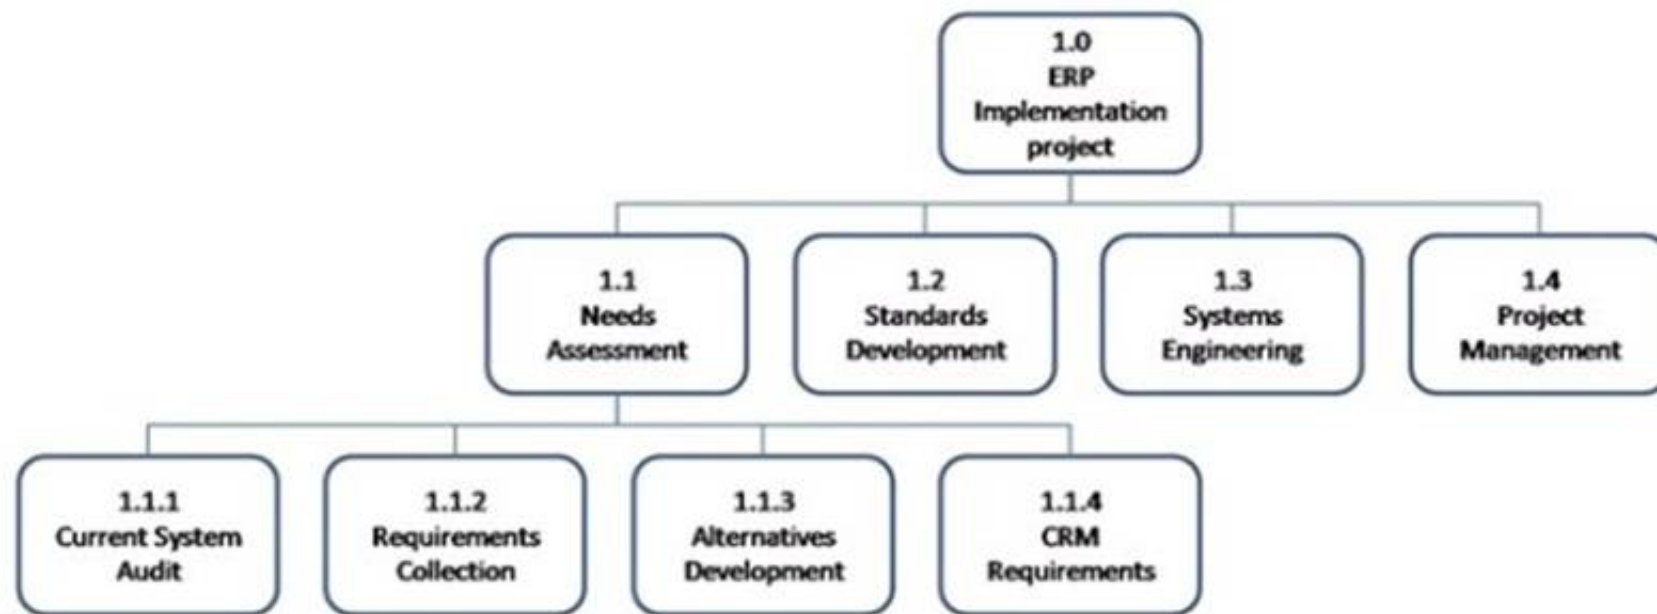 1.0
ERP
Implementation
project
1.1
Needs
Assessment
1.2
Standards
Development
1.3
Systems
Engineering
1.4
Project
Management
1.1.1
Current System
Audit
1.1.2
Requirements
Collection
1.1.3
Alternatives
Development
1.1.4
CRM
Requirements